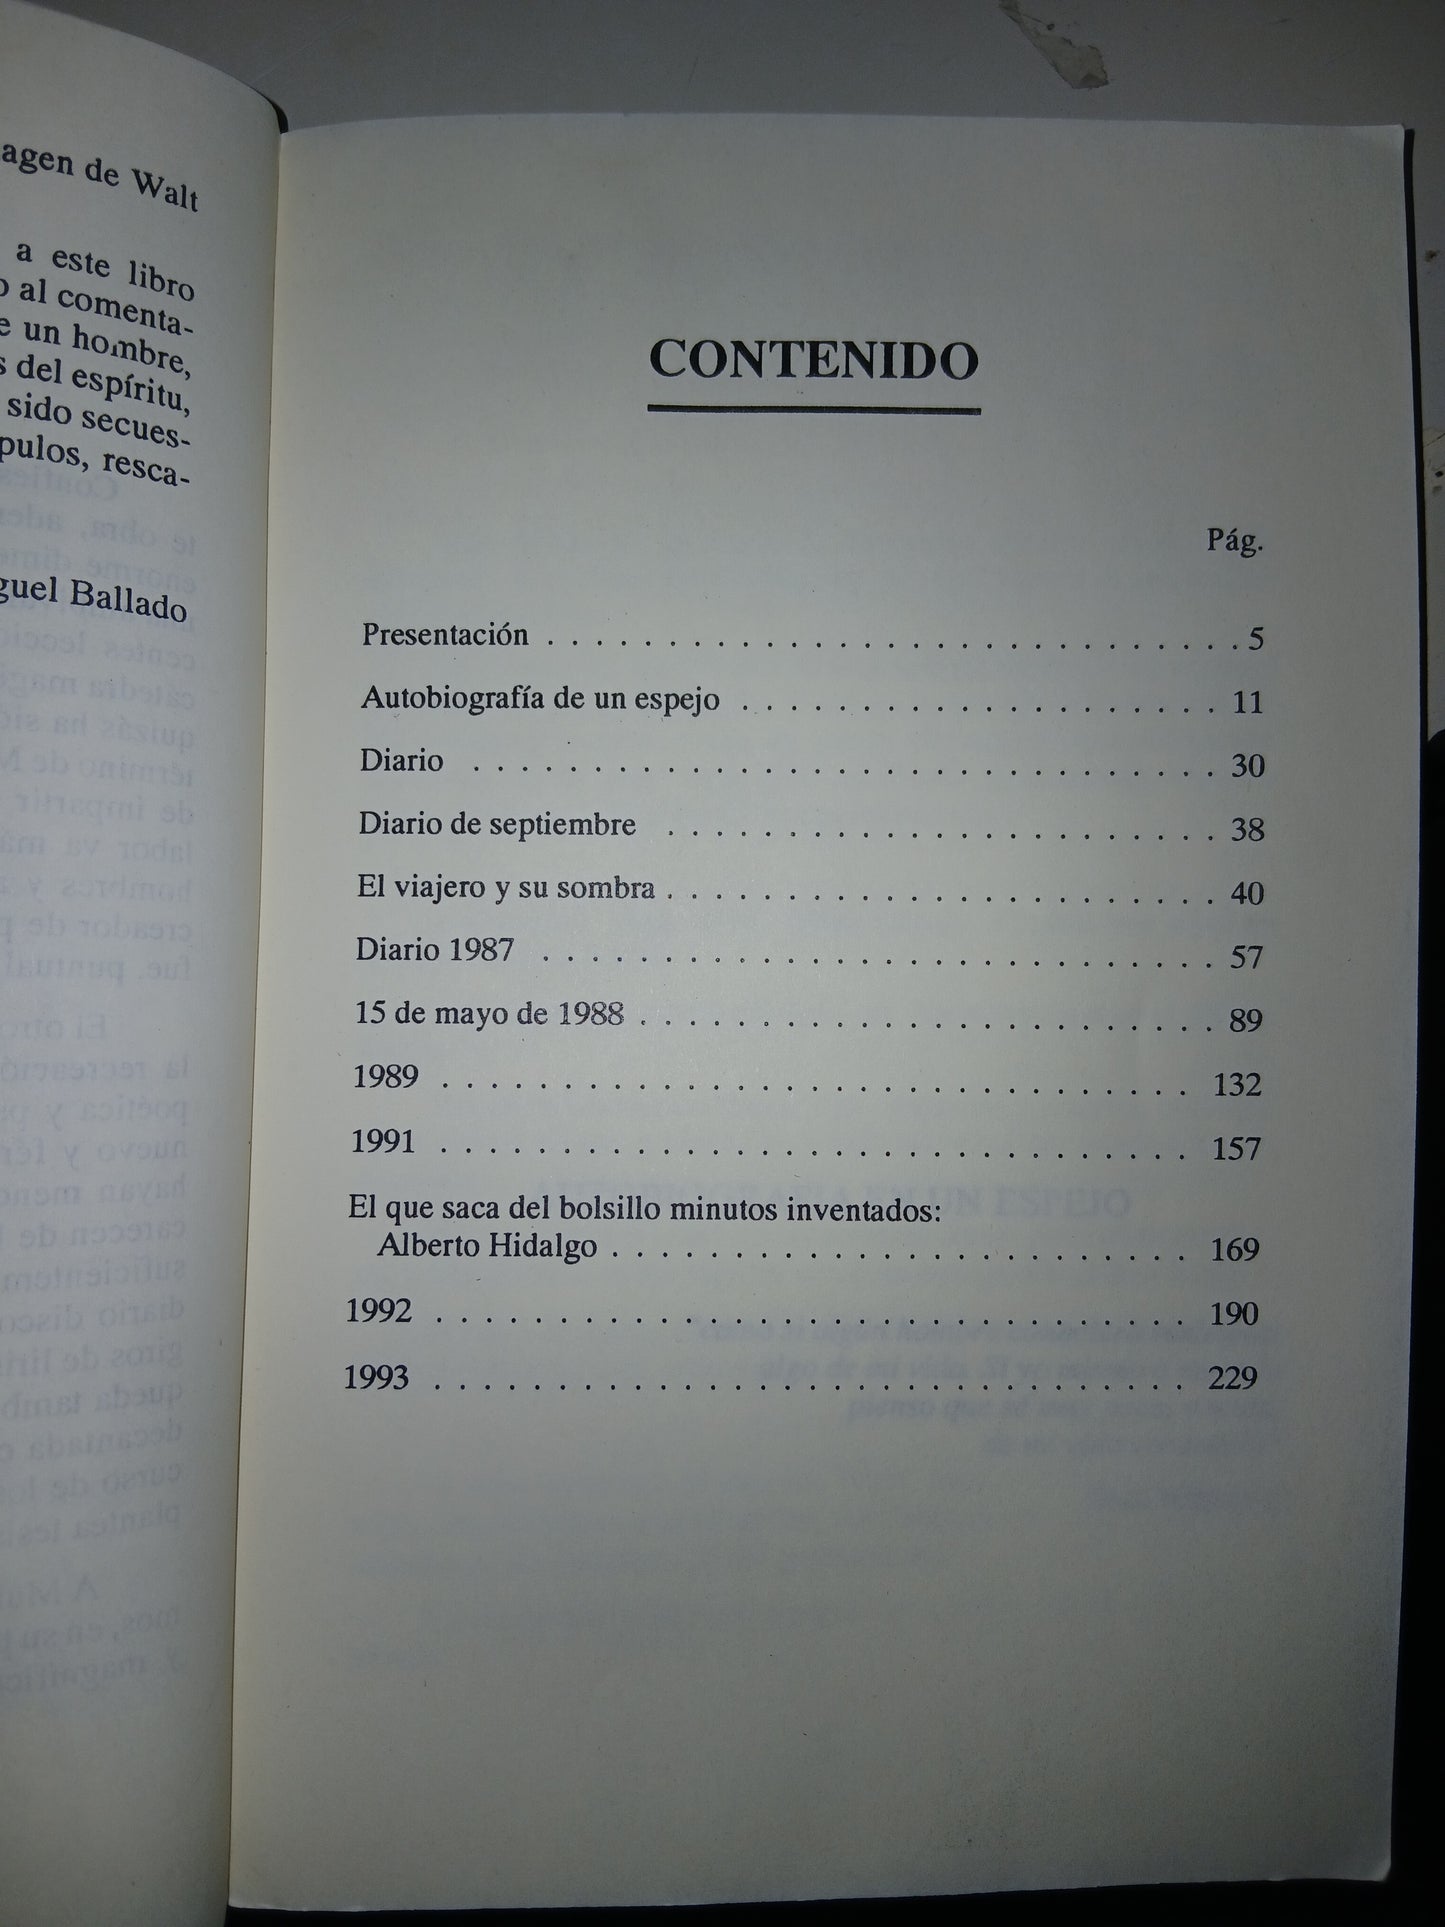 agen de Walt
a este libro
al comenta-
un hombre,
del espíritu,
sido secues-
resca-
Ballado
CONTENIDO
Pág.
Presentación . . . . . . . . . . . . . . . . . . . . . . . . . . . . . 5
Autobiografía de un espejo . . . . . . . . . . . . . . . . . . . . 11
Diario . . . . . . . . . . . . . . . . . . . . . . . . . . . . . . . 30
Diario de septiembre . . . . . . . . . . . . . . . . . . . . . . . 38
El viajero y su sombra . . . . . . . . . . . . . . . . . . . . . . . 40
Diario 1987 . . . . . . . . . . . . . . . . . . . . . . . . . . . . 57
15 de mayo de 1988 . . . . . . . . . . . . . . . . . . . . . . . . 89
1989 . . . . . . . . . . . . . . . . . . . . . . . . . . . . . . . 132
1991 . . . . . . . . . . . . . . . . . . . . . . . . . . . . . . . 157
El que saca del bolsillo minutos inventados:
Alberto Hidalgo . . . . . . . . . . . . . . . . . . . . . . . . 169
1992 . . . . . . . . . . . . . . . . . . . . . . . . . . . . . . . 190
1993 . . . . . . . . . . . . . . . . . . . . . . . . . . . . . . . 229